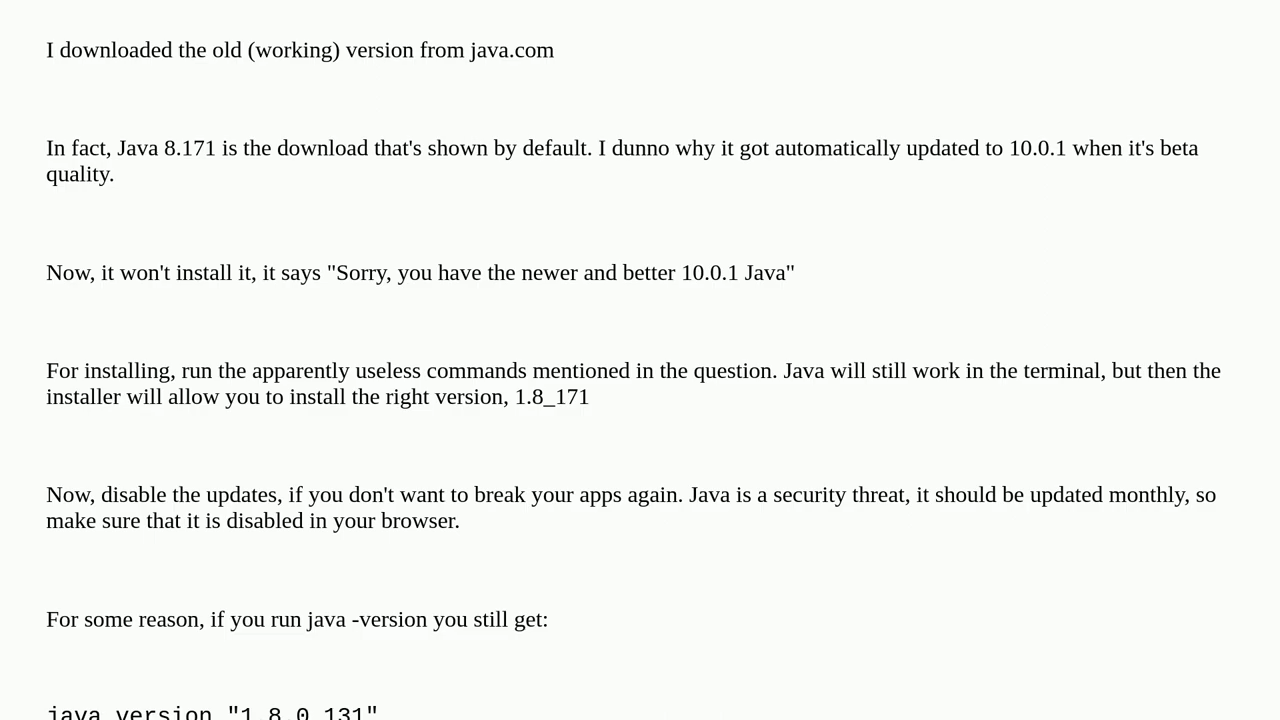 I downloaded the old (working) version from java.com
In fact, Java 8.171 is the download that's shown by default. I dunno why it got automatically updated to 10.0.1 when it's beta
quality.
Now, it won't install it, it says "Sorry, you have the newer and better 10.0.1 Java"
For installing, run the apparently useless commands mentioned in the question. Java will still work in the terminal, but then the
installer will allow you to install the right version, 1.8_171
Now, disable the updates, if you don't want to break your apps again. Java is a security threat, it should be updated monthly, so
make sure that it is disabled in your browser.
For some reason, if you run java -version you still get:
java version "1.8.0_131"